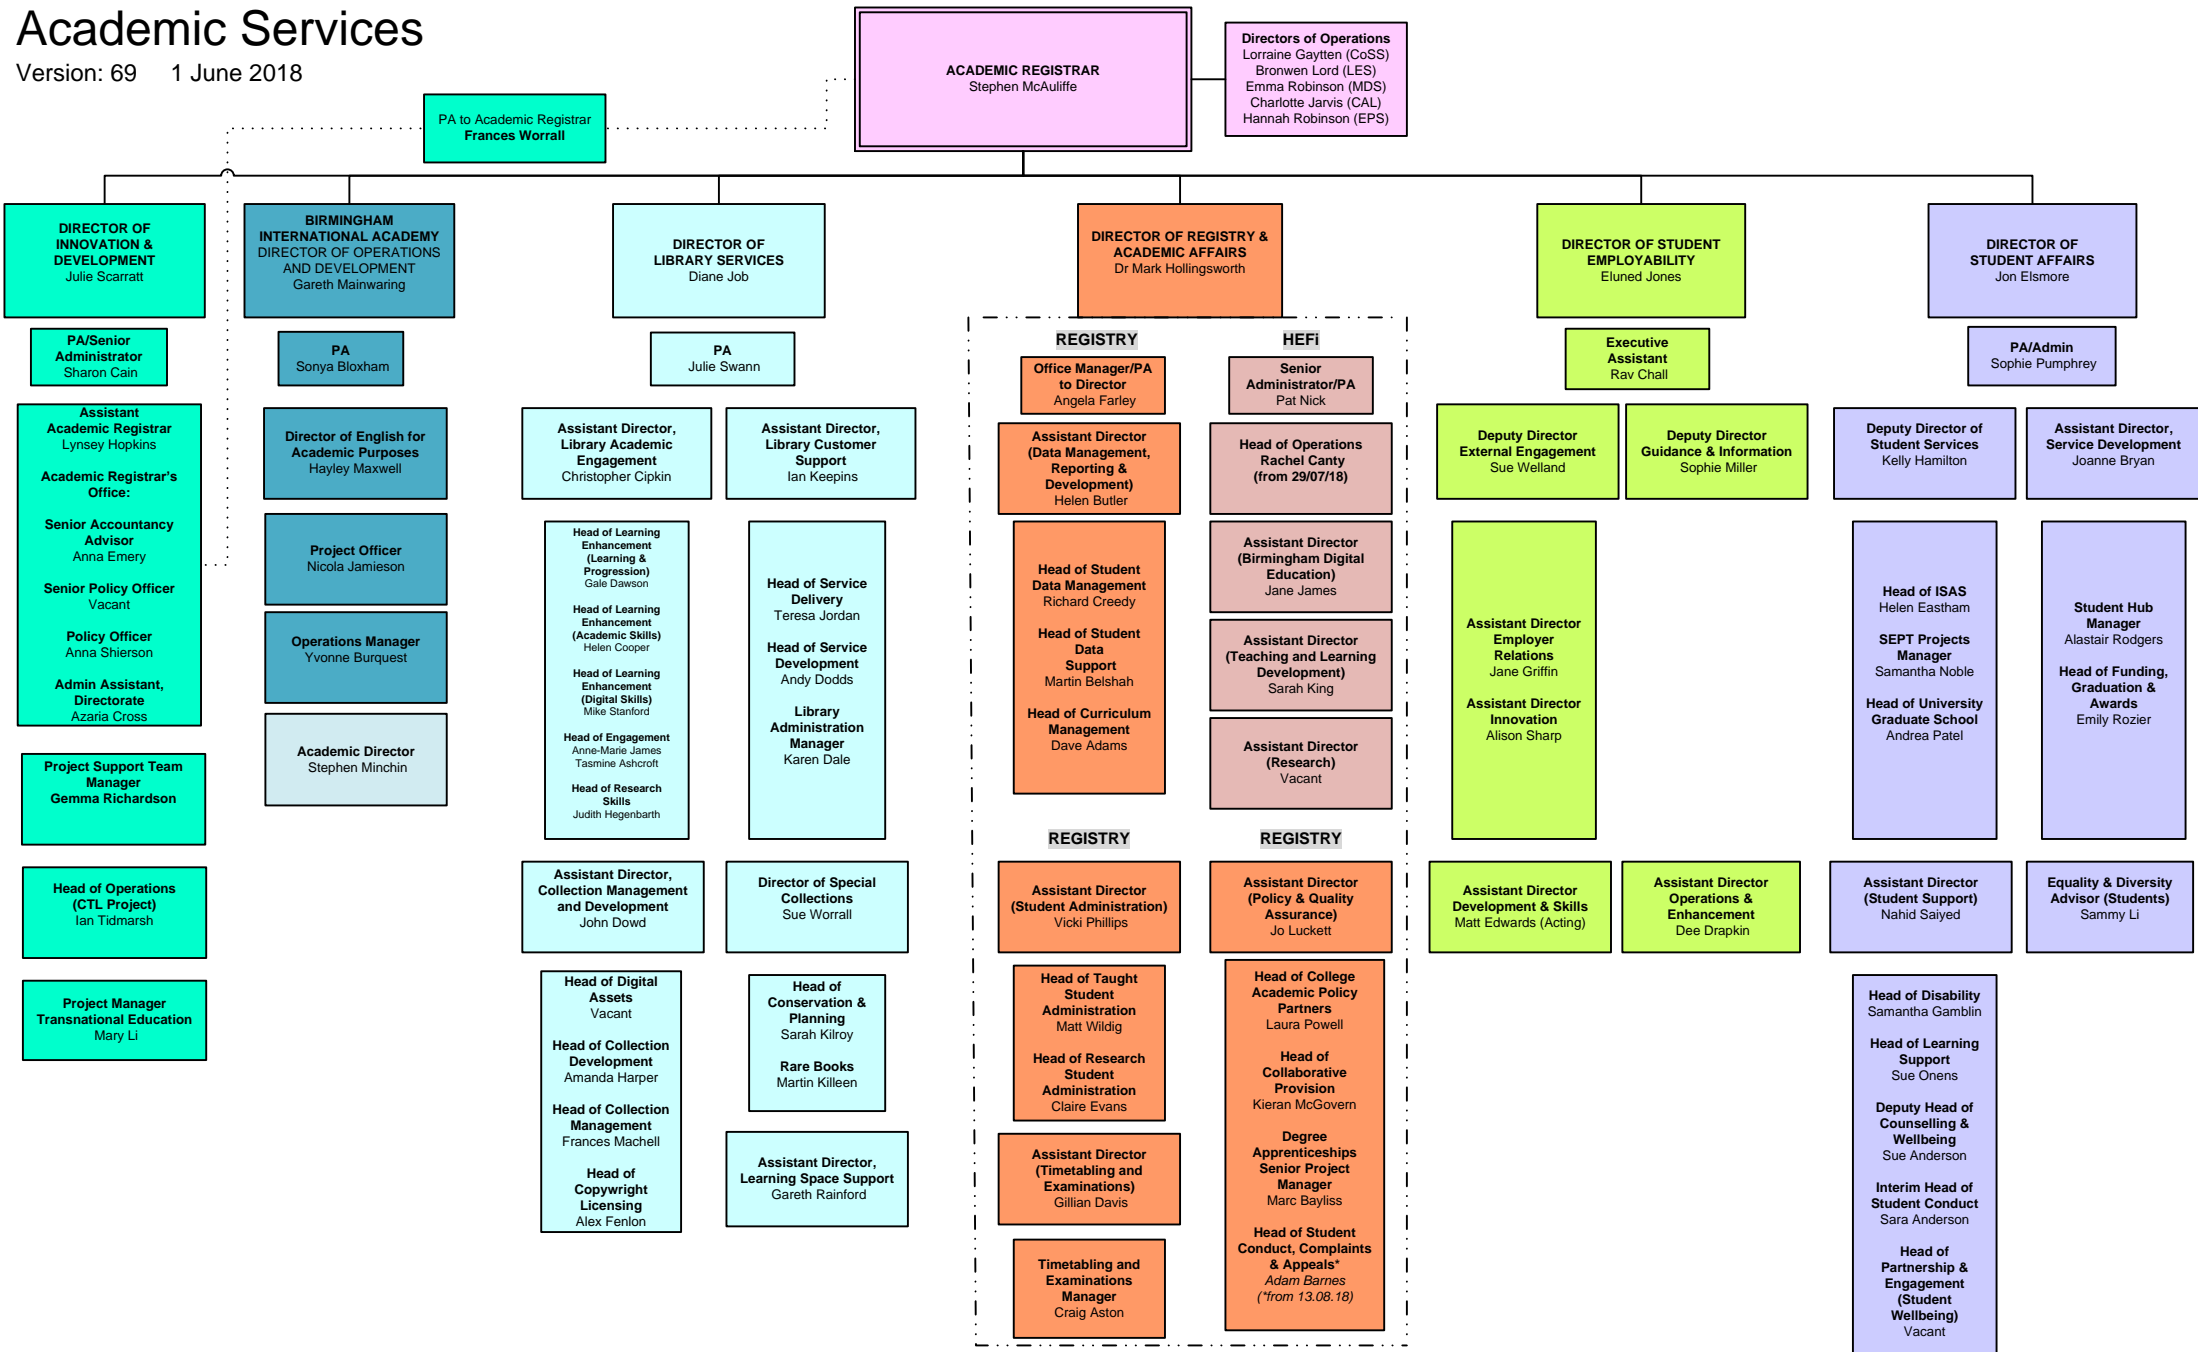 Academic Services
Version: 69 1 June 2018
ACADEMIC REGISTRAR
Stephen McAuliffe
Directors of Operations
Lorraine Gaytten (CoSS)
Bronwen Lord (LES)
Emma Robinson (MDS)
Charlotte Jarvis (CAL)
Hannah Robinson (EPS)
PA to Academic Registrar
Frances Worrall
DIRECTOR OF
INNOVATION &
DEVELOPMENT
Julie Scarratt
PA/Senior
Administrator
Sharon Cain
Assistant
Academic Registrar
Lynsey Hopkins
Academic Registrar's
Office:
Senior Accountancy
Advisor
Anna Emery
Senior Policy Officer
Vacant
Policy Officer
Anna Shierson
Admin Assistant,
Directorate
Azaria Cross
Project Support Team
Manager
Gemma Richardson
Head of Operations
(CTL Project)
Ian Tidmarsh
Project Manager
Transnational Education
Mary Li
BIRMINGHAM
INTERNATIONAL ACADEMY
DIRECTOR OF OPERATIONS
AND DEVELOPMENT
Gareth Mainwaring
PA
Sonya Bloxham
Director of English for
Academic Purposes
Hayley Maxwell
Project Officer
Nicola Jamieson
Operations Manager
Yvonne Burquest
Academic Director
Stephen Minchin
DIRECTOR OF
LIBRARY SERVICES
Diane Job
PA
Julie Swann
Assistant Director,
Library Academic
Engagement
Christopher Cipkin
Assistant Director,
Library Customer
Support
Ian Keepins
Head of Learning
Enhancement
(Learning &
Progression)
Gale Dawson
Head of Learning
Enhancement
(Academic Skills)
Helen Cooper
Head of Learning
Enhancement
(Digital Skills)
Mike Stanford
Head of Engagement
Anne-Marie James
Tasmine Ashcroft
Head of Research
Skills
Judith Hegenbarth
Head of Service
Delivery
Teresa Jordan
Head of Service
Development
Andy Dodds
Library
Administration
Manager
Karen Dale
Assistant Director,
Collection Management
and Development
John Dowd
Director of Special
Collections
Sue Worrall
Head of Digital
Assets
Vacant
Head of Collection
Development
Amanda Harper
Head of Collection
Management
Frances Machell
Head of
Copywright
Licensing
Alex Fenlon
Head of
Conservation &
Planning
Sarah Kilroy
Rare Books
Martin Killeen
Assistant Director,
Learning Space Support
Gareth Rainford
DIRECTOR OF REGISTRY &
ACADEMIC AFFAIRS
Dr Mark Hollingsworth
REGISTRY
Office Manager/PA
to Director
Angela Farley
Assistant Director
(Data Management,
Reporting &
Development)
Helen Butler
Head of Student
Data Management
Richard Creedy
Head of Student
Data
Support
Martin Belshah
Head of Curriculum
Management
Dave Adams
HEFi
Senior
Administrator/PA
Pat Nick
Head of Operations
Rachel Canty
(from 29/07/18)
Assistant Director
(Birmingham Digital
Education)
Jane James
Assistant Director
(Teaching and Learning
Development)
Sarah King
Assistant Director
(Research)
Vacant
REGISTRY
Assistant Director
(Student Administration)
Vicki Phillips
Head of Taught
Student
Administration
Matt Wildig
Head of Research
Student
Administration
Claire Evans
Assistant Director
(Timetabling and
Examinations)
Gillian Davis
Timetabling and
Examinations
Manager
Craig Aston
REGISTRY
Assistant Director
(Policy & Quality
Assurance)
Jo Luckett
Head of College
Academic Policy
Partners
Laura Powell
Head of
Collaborative
Provision
Kieran McGovern
Degree
Apprenticeships
Senior Project
Manager
Marc Bayliss
Head of Student
Conduct, Complaints
& Appeals*
Adam Barnes
(*from 13.08.18)
DIRECTOR OF STUDENT
EMPLOYABILITY
Eluned Jones
Executive
Assistant
Rav Chall
Deputy Director
External Engagement
Sue Welland
Deputy Director
Guidance & Information
Sophie Miller
Assistant Director
Employer
Relations
Jane Griffin
Assistant Director
Innovation
Alison Sharp
Assistant Director
Development & Skills
Matt Edwards (Acting)
Assistant Director
Operations &
Enhancement
Dee Drapkin
DIRECTOR OF
STUDENT AFFAIRS
Jon Elsmore
PA/Admin
Sophie Pumphrey
Deputy Director of
Student Services
Kelly Hamilton
Assistant Director,
Service Development
Joanne Bryan
Head of ISAS
Helen Eastham
SEPT Projects
Manager
Samantha Noble
Head of University
Graduate School
Andrea Patel
Student Hub
Manager
Alastair Rodgers
Head of Funding,
Graduation &
Awards
Emily Rozier
Assistant Director
(Student Support)
Nahid Saiyed
Equality & Diversity
Advisor (Students)
Sammy Li
Head of Disability
Samantha Gamblin
Head of Learning
Support
Sue Onens
Deputy Head of
Counselling &
Wellbeing
Sue Anderson
Interim Head of
Student Conduct
Sara Anderson
Head of
Partnership &
Engagement
(Student
Wellbeing)
Vacant